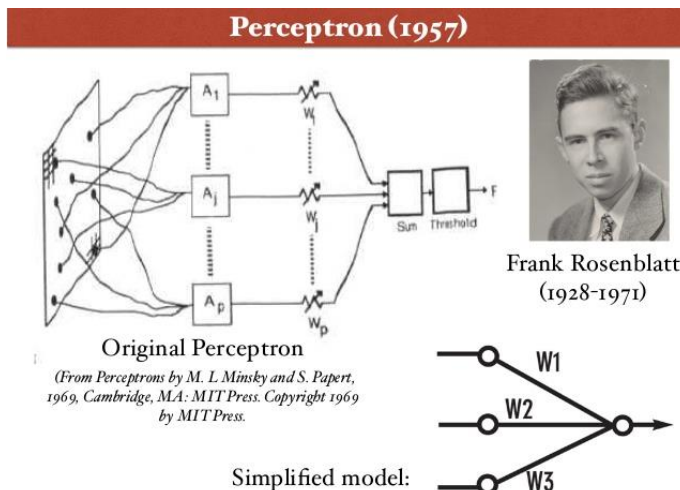 Perceptron (1957)
A1
Wi
Aj
Wj
Sum
Threshold
F
Ap
Wp
Frank Rosenblatt
(1928-1971)
Original Perceptron
(From Perceptrons by M. L Minsky and S. Papert,
1969, Cambridge, MA: MIT Press. Copyright 1969
by MIT Press.
W1
W2
Simplified model:
W3